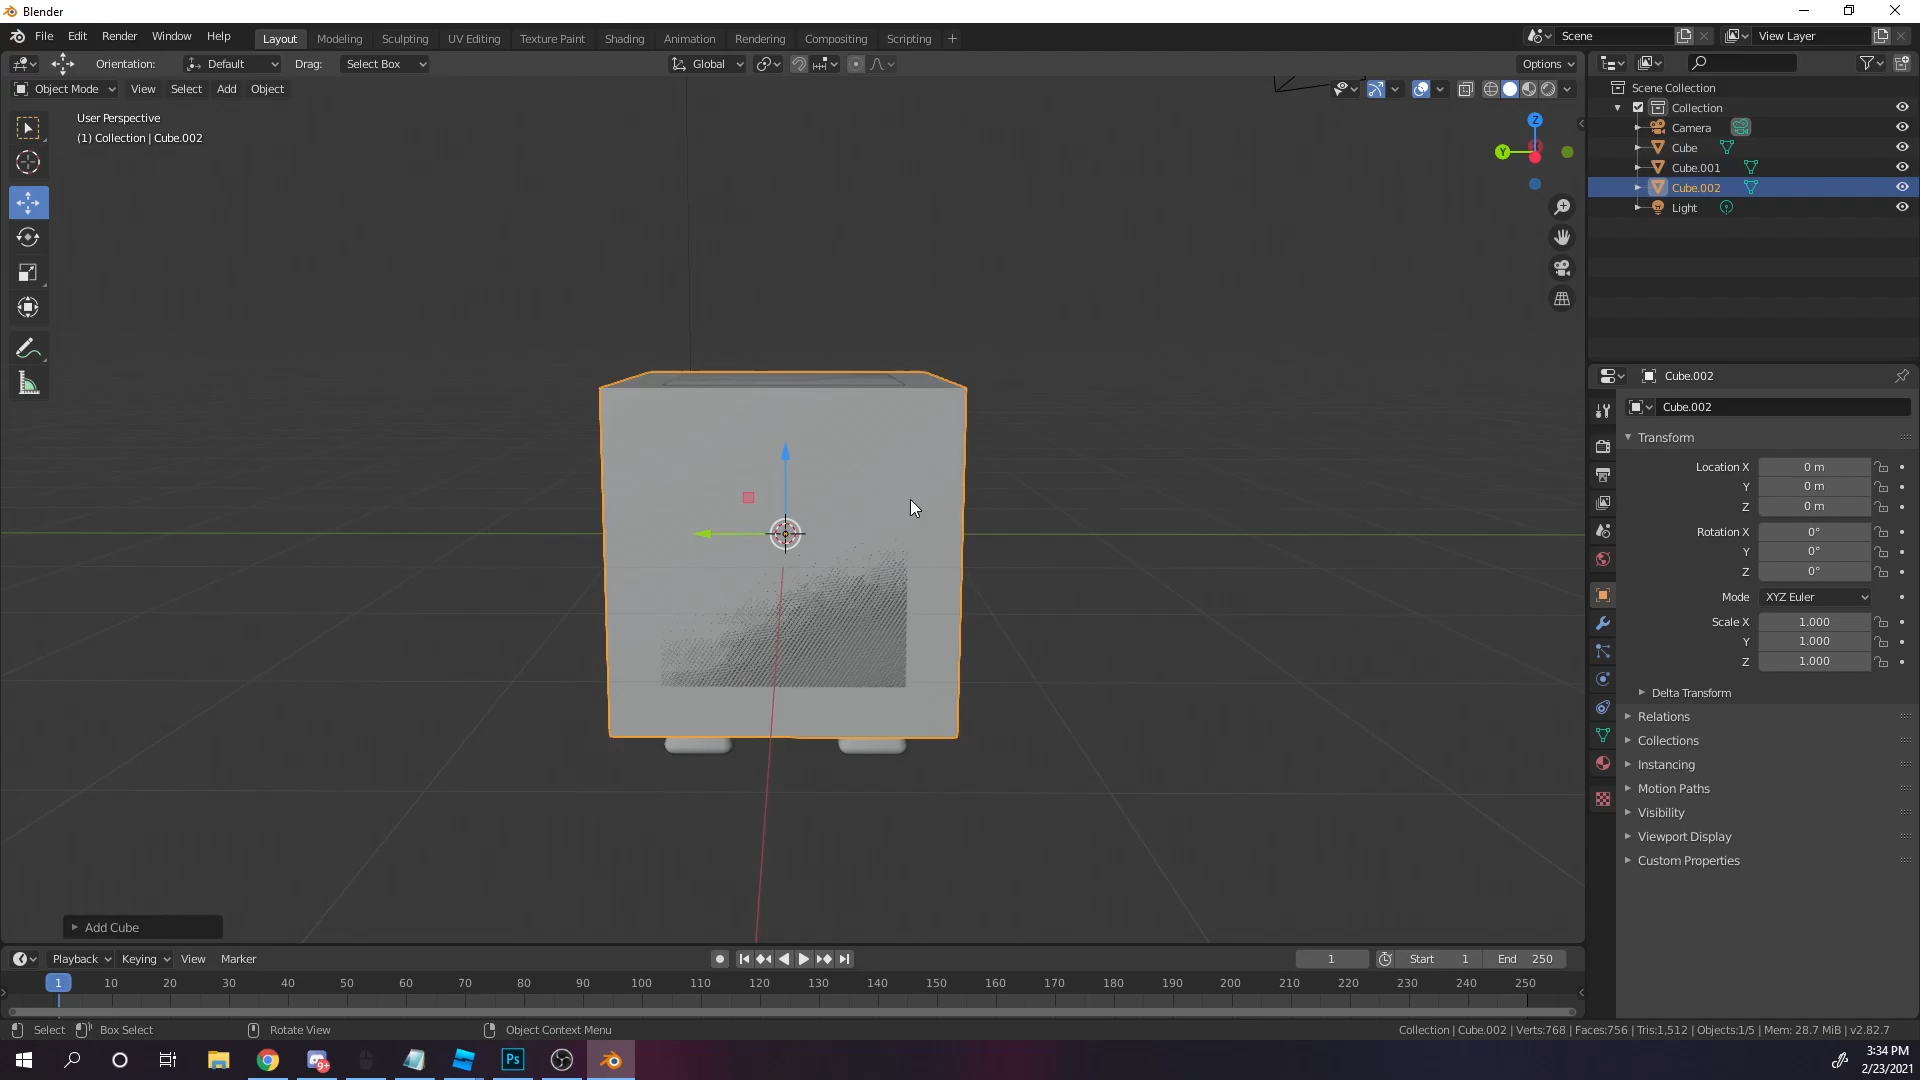 Blender
File Edit Render Window Help
Layout Modeling Sculpting UV Editing Texture Paint Shading Animation Rendering Compositing Scripting +
Scene
View Layer
Orientation: Default Drag: Select Box
Global
Options
Object Mode View Select Add Object
User Perspective
(1) Collection | Cube.002
Z
Y
Scene Collection
Collection
Camera
Cube
Cube.001
Cube.002
Light
Cube.002
Cube.002
Transform
Location X 0 m
Y 0 m
Z 0 m
Rotation X 0°
Y 0°
Z 0°
Mode XYZ Euler
Scale X 1.000
Y 1.000
Z 1.000
Delta Transform
Relations
Collections
Instancing
Motion Paths
Visibility
Viewport Display
Custom Properties
Add Cube
Playback Keying View Marker
1 Start 1 End 250
1 10 20 30 40 50 60 70 80 90 100 110 120 130 140 150 160 170 180 190 200 210 220 230 240 250
Select Box Select Rotate View Object Context Menu
Collection | Cube.002 | Verts:768 | Faces:756 | Tris:1,512 | Objects:1/5 | Mem: 28.7 MiB | v2.82.7
9+
Ps
3:34 PM
2/23/2021